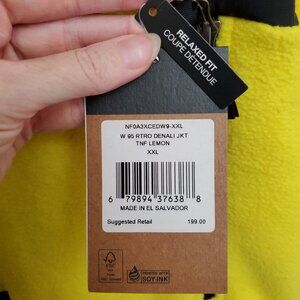 RELAXED FIT
COUPE DÉTENDUE
NF0A3XCEDW9-XXL
W 95 RTRO DENALI JKT
TNF LEMON
XXL
6 79894 37638 8
MADE IN EL SALVADOR
Suggested Retail 199.00
FSC
PRINTED WITH
SOY INK